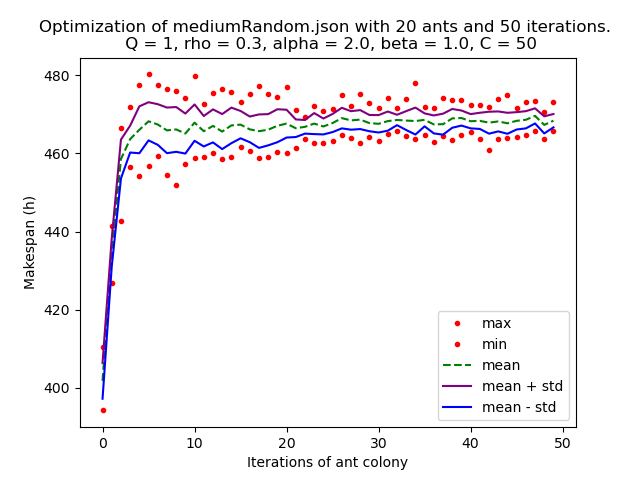 Optimization of mediumRandom.json with 20 ants and 50 iterations.
Q = 1, rho = 0.3, alpha = 2.0, beta = 1.0, C = 50
480
460
440
420
400
Makespan (h)
max
min
mean
mean + std
mean - std
0 10 20 30 40 50
Iterations of ant colony